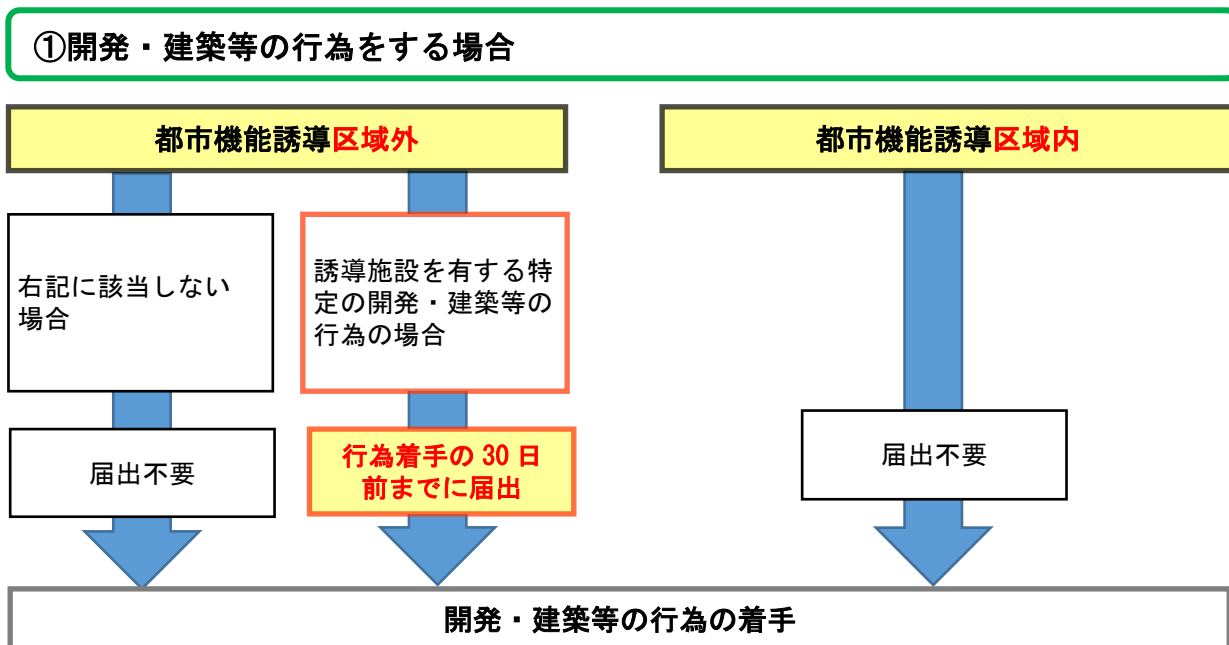 ①開発・建築等の行為をする場合
都市機能誘導区域外
都市機能誘導区域内
右記に該当しない
場合
誘導施設を有する特
定の開発・建築等の
行為の場合
届出不要
行為着手の 30 日
前までに届出
届出不要
開発・建築等の行為の着手